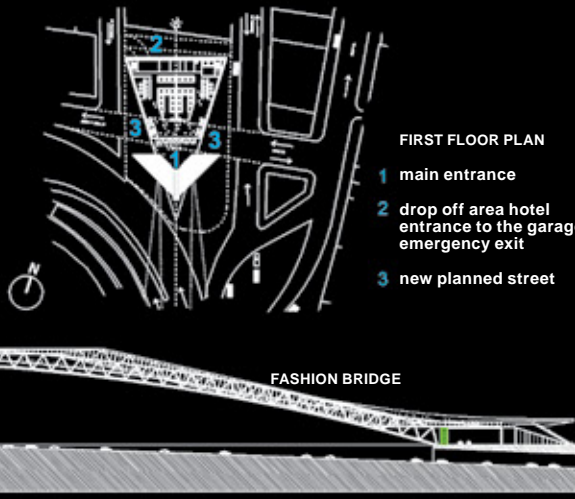 2
3
3
1
N
FIRST FLOOR PLAN
1 main entrance
2 drop off area hotel
entrance to the garag
emergency exit
3 new planned street
FASHION BRIDGE